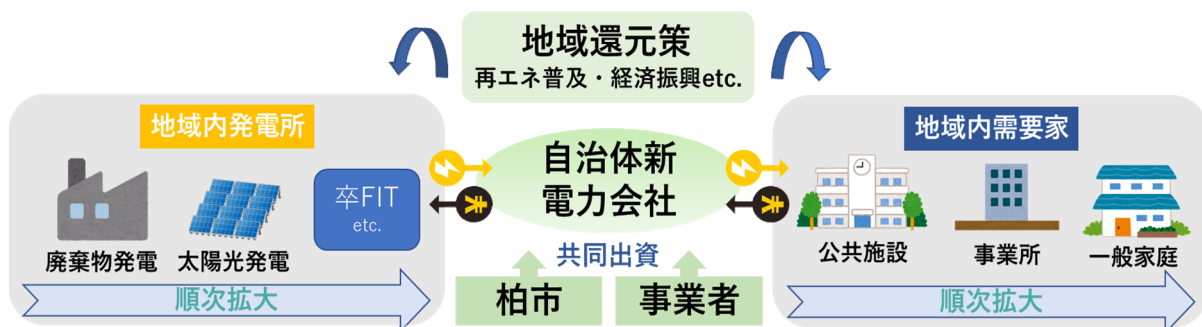 地域還元策
再エネ普及・経済振興etc.
地域内発電所
廃棄物発電
太陽光発電
卒FIT
etc.
順次拡大
自治体新
電力会社
共同出資
柏市
事業者
地域内需要家
公共施設
事業所
一般家庭
順次拡大